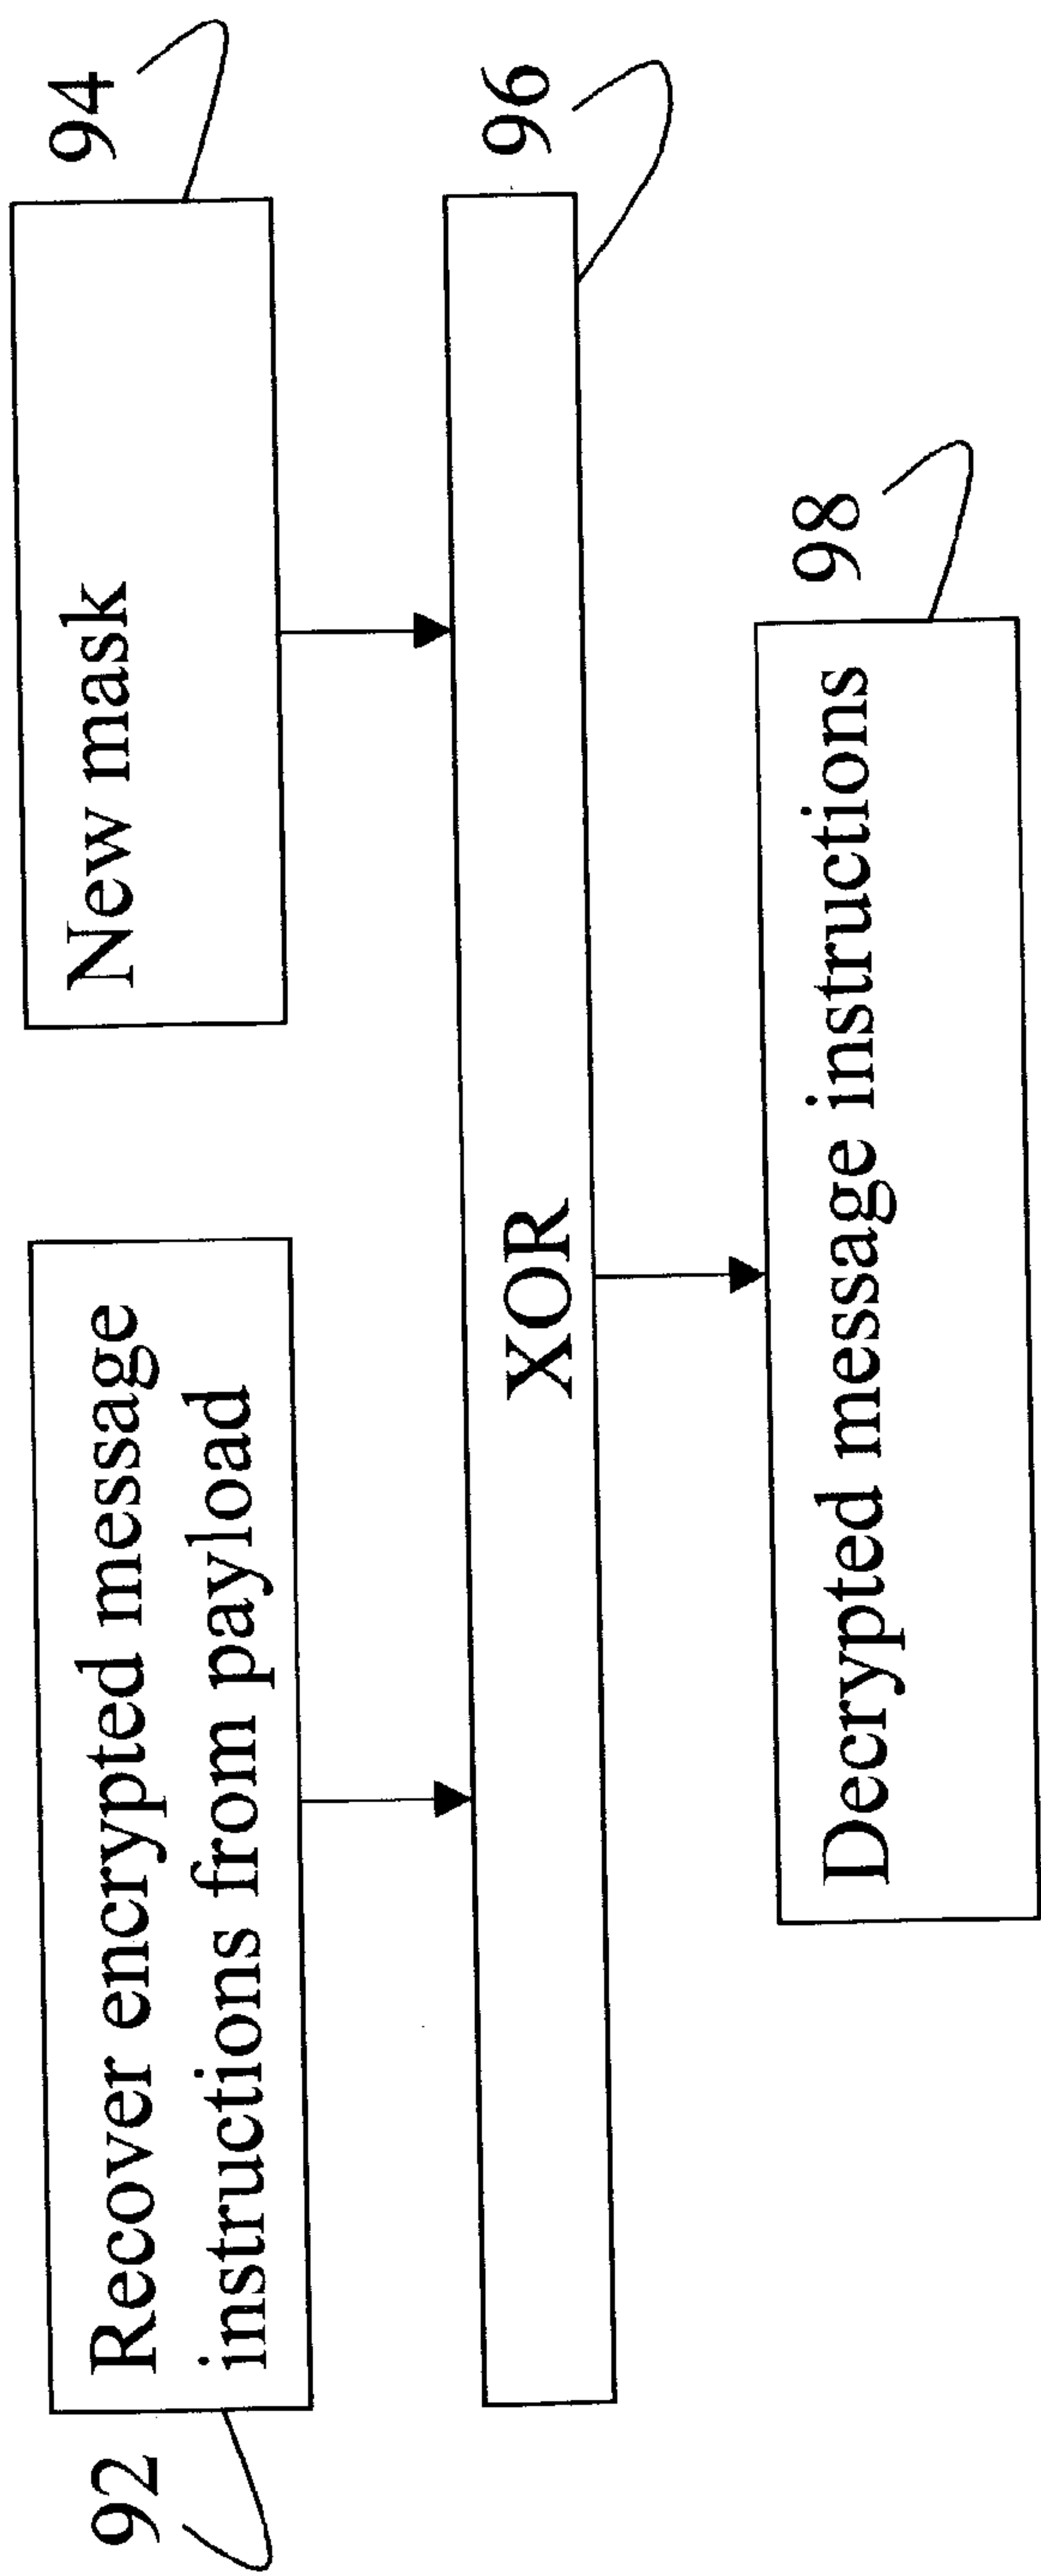 92
Recover encrypted message
instructions from payload
New mask
94
XOR
96
Decrypted message instructions
98